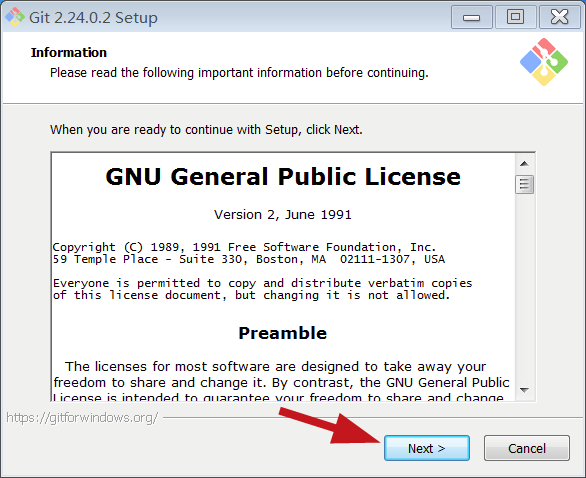 Git 2.24.0.2 Setup
Information
Please read the following important information before continuing.
When you are ready to continue with Setup, click Next.
GNU General Public License
Version 2, June 1991
Copyright (C) 1989, 1991 Free Software Foundation, Inc.
59 Temple Place - Suite 330, Boston, MA  02111-1307, USA
Everyone is permitted to copy and distribute verbatim copies
of this license document, but changing it is not allowed.
Preamble
The licenses for most software are designed to take away your
freedom to share and change it. By contrast, the GNU General Public
License is intended to guarantee your freedom to share and change
https://gitforwindows.org/
Next >
Cancel